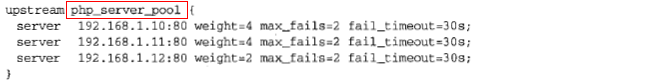 upstream php_server_pool {
server 192.168.1.10:80 weight=4 max_fails=2 fail_timeout=30s;
server 192.168.1.11:80 weight=4 max_fails=2 fail_timeout=30s;
server 192.168.1.12:80 weight=2 max_fails=2 fail_timeout=30s;
}